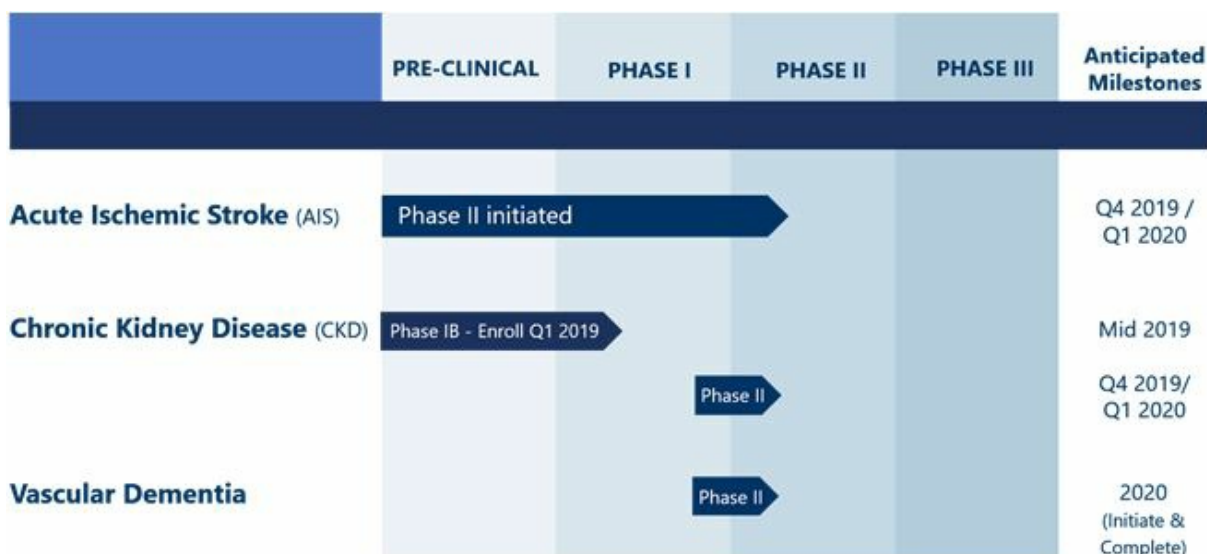 PRE-CLINICAL PHASE I PHASE II PHASE III Anticipated
Milestones
Acute Ischemic Stroke (AIS) Phase II initiated Q4 2019 /
Q1 2020
Chronic Kidney Disease (CKD) Phase IB - Enroll Q1 2019 Mid 2019
Phase II Q4 2019/
Q1 2020
Vascular Dementia Phase II 2020
(Initiate &
Complete)